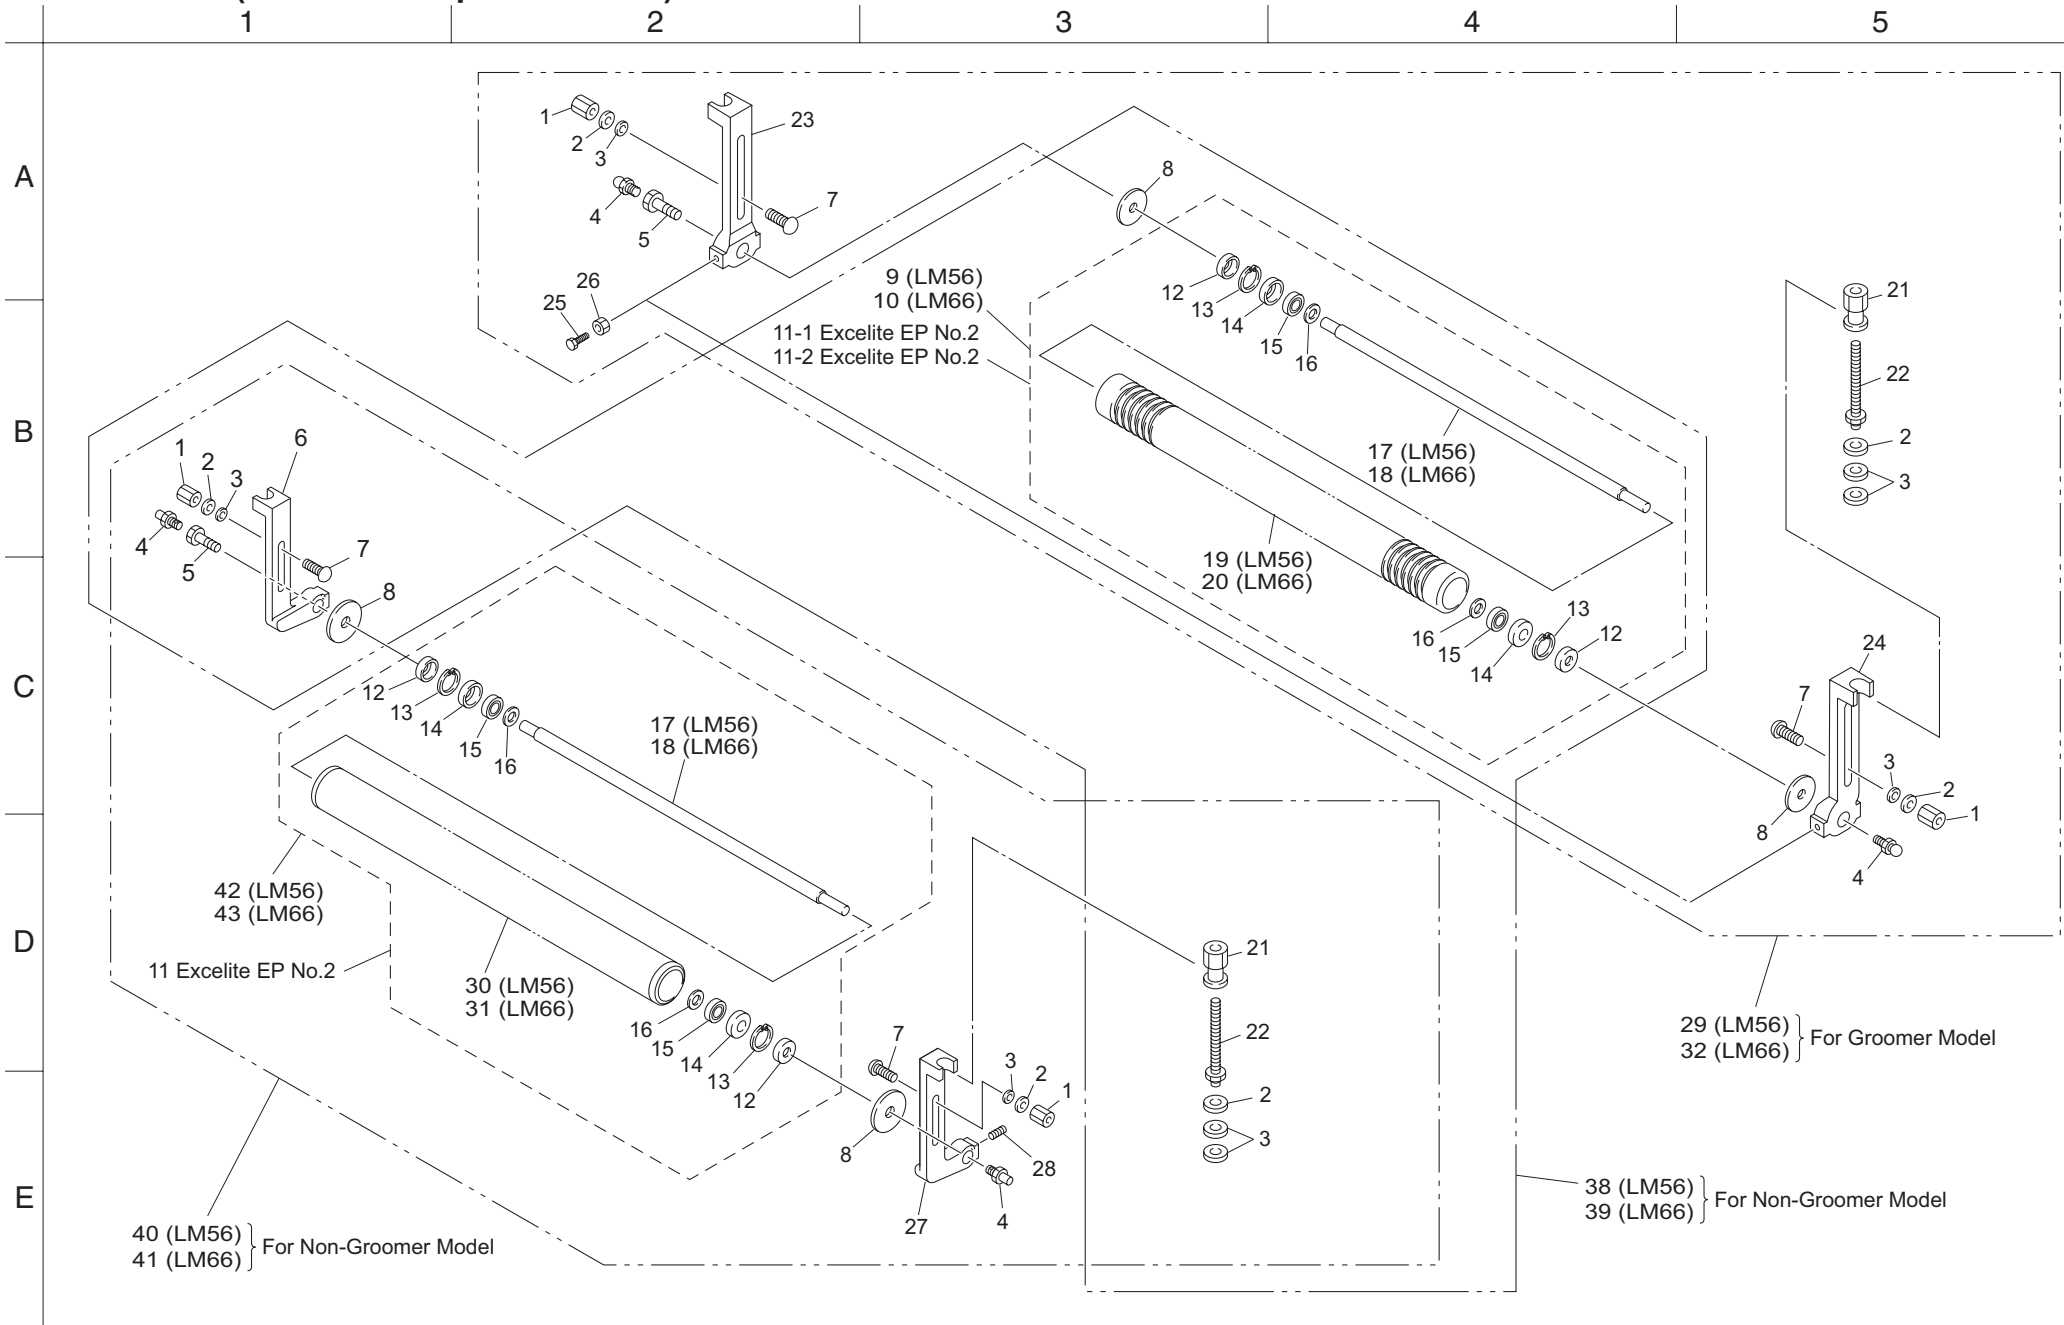 1 2 3 4 5
A
B
C
D
E
1
2
3
4
5
23
7
25
26
8
9 (LM56)
10 (LM66)
11-1 Excelite EP No.2
11-2 Excelite EP No.2
12
13
14
15
16
17 (LM56)
18 (LM66)
19 (LM56)
20 (LM66)
16
15
14
13
12
21
22
2
3
24
7
3
2
1
8
4
29 (LM56)
32 (LM66)
For Groomer Model
1
2
3
6
4
5
7
8
12
13
14
15
16
17 (LM56)
18 (LM66)
42 (LM56)
43 (LM66)
11 Excelite EP No.2
30 (LM56)
31 (LM66)
16
15
14
13
12
7
8
3
2
1
28
27
4
21
22
2
3
38 (LM56)
39 (LM66)
For Non-Groomer Model
40 (LM56)
41 (LM66)
For Non-Groomer Model